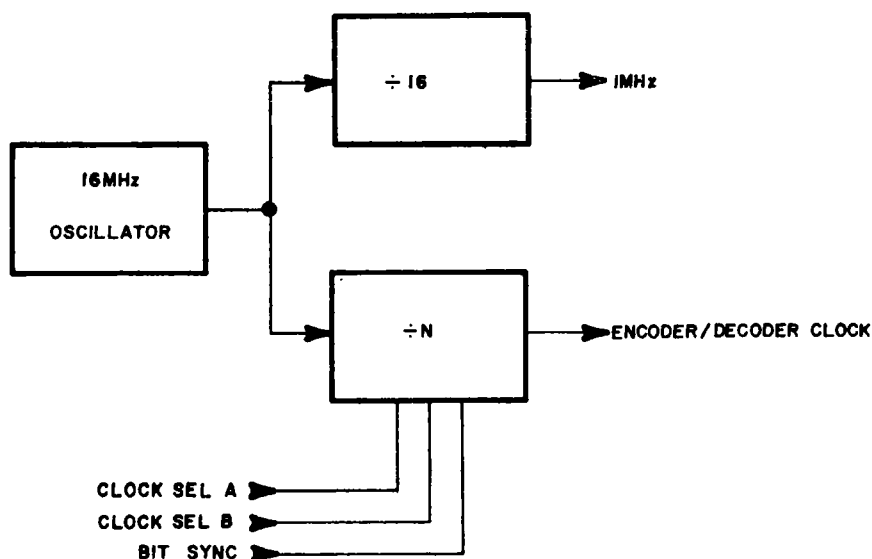 ÷ 16
1MHz
16MHz
OSCILLATOR
÷N
ENCODER/DECODER CLOCK
CLOCK SEL A
CLOCK SEL B
BIT SYNC